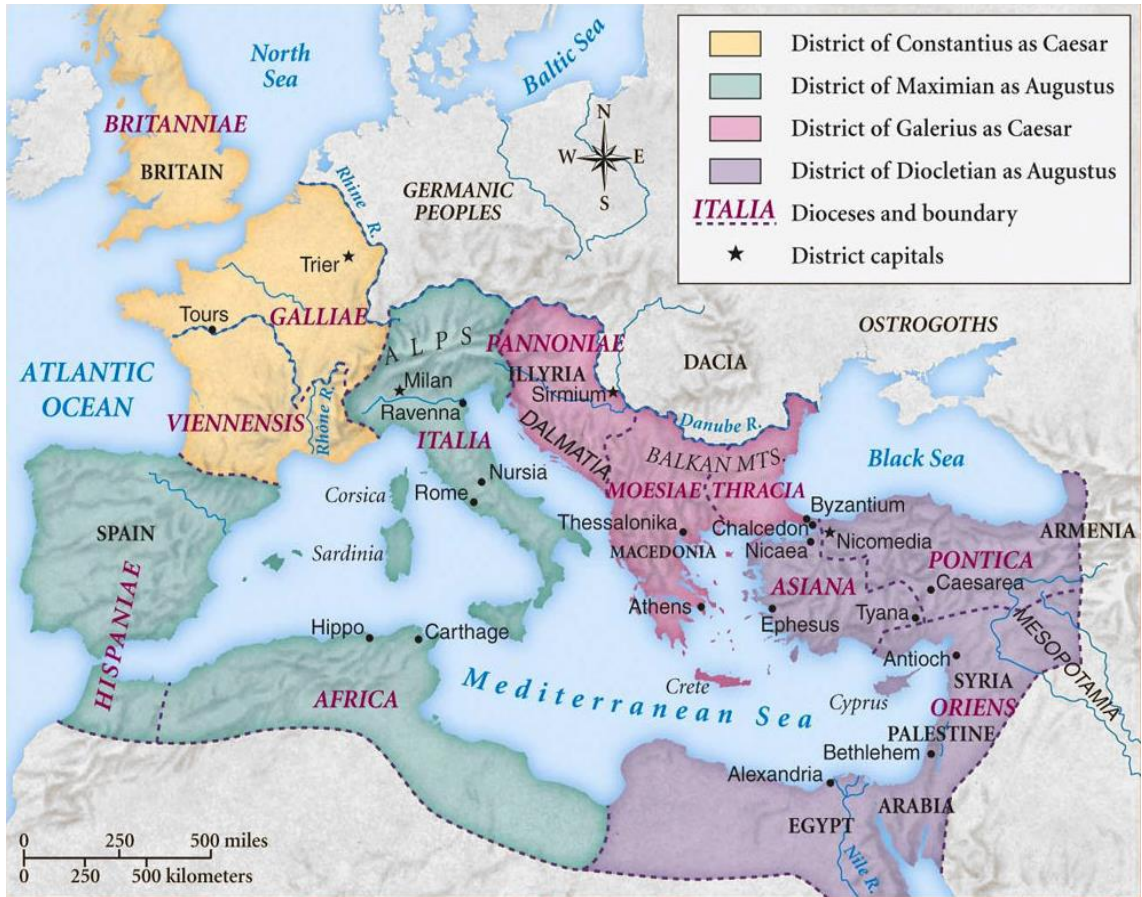 District of Constantius as Caesar
District of Maximian as Augustus
District of Galerius as Caesar
District of Diocletian as Augustus
ITALIA Dioceses and boundary
District capitals
North
Sea
Baltic Sea
N
W E
S
BRITANNIAE
BRITAIN
Rhine R.
GERMANIC
PEOPLES
Trier
Tours
GALLIAE
ALPS
PANNONIAE
ILLYRIA
Sirmium
DACIA
OSTROGOTHS
ATLANTIC
OCEAN
Milan
Ravenna
VIENNENSIS
Rhône R.
ITALIA
DALMATIA
Danube R.
BALKAN MTS.
Black Sea
Corsica
Nursia
Rome
MOESIAE
THRACIA
Byzantium
SPAIN
Sardinia
Thessalonika
MACEDONIA
Chalcedon
Nicaea
Nicomedia
ARMENIA
PONTICA
ASIANA
Caesarea
HISPANIAE
Hippo
Carthage
Athens
Ephesus
Tyana
MESOPOTAMIA
Antioch
SYRIA
AFRICA
Mediterranean Sea
Crete
Cyprus
ORIENS
PALESTINE
Bethlehem
Alexandria
ARABIA
EGYPT
Nile R.
0 250 500 miles
0 250 500 kilometers